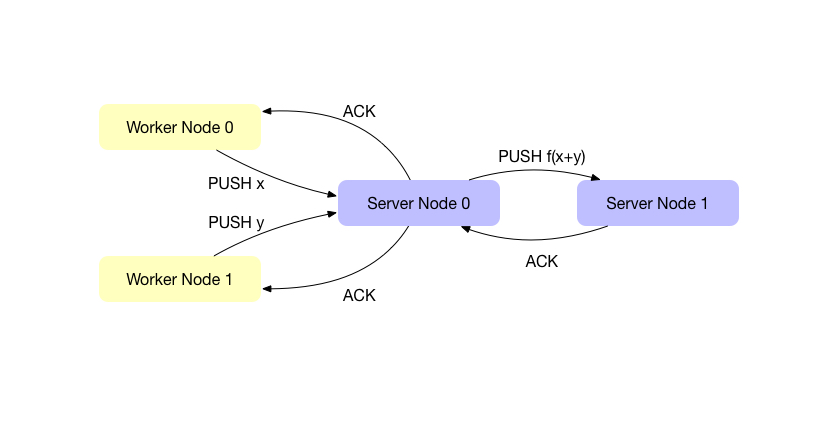 ACK
Worker Node 0
PUSH f(x+y)
PUSH x
Server Node 0
Server Node 1
PUSH y
ACK
Worker Node 1
ACK